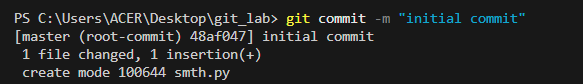 PS C:\Users\ACER\Desktop\git_lab> git commit -m "initial commit"
[master (root-commit) 48af047] initial commit
 1 file changed, 1 insertion(+)
 create mode 100644 smth.py